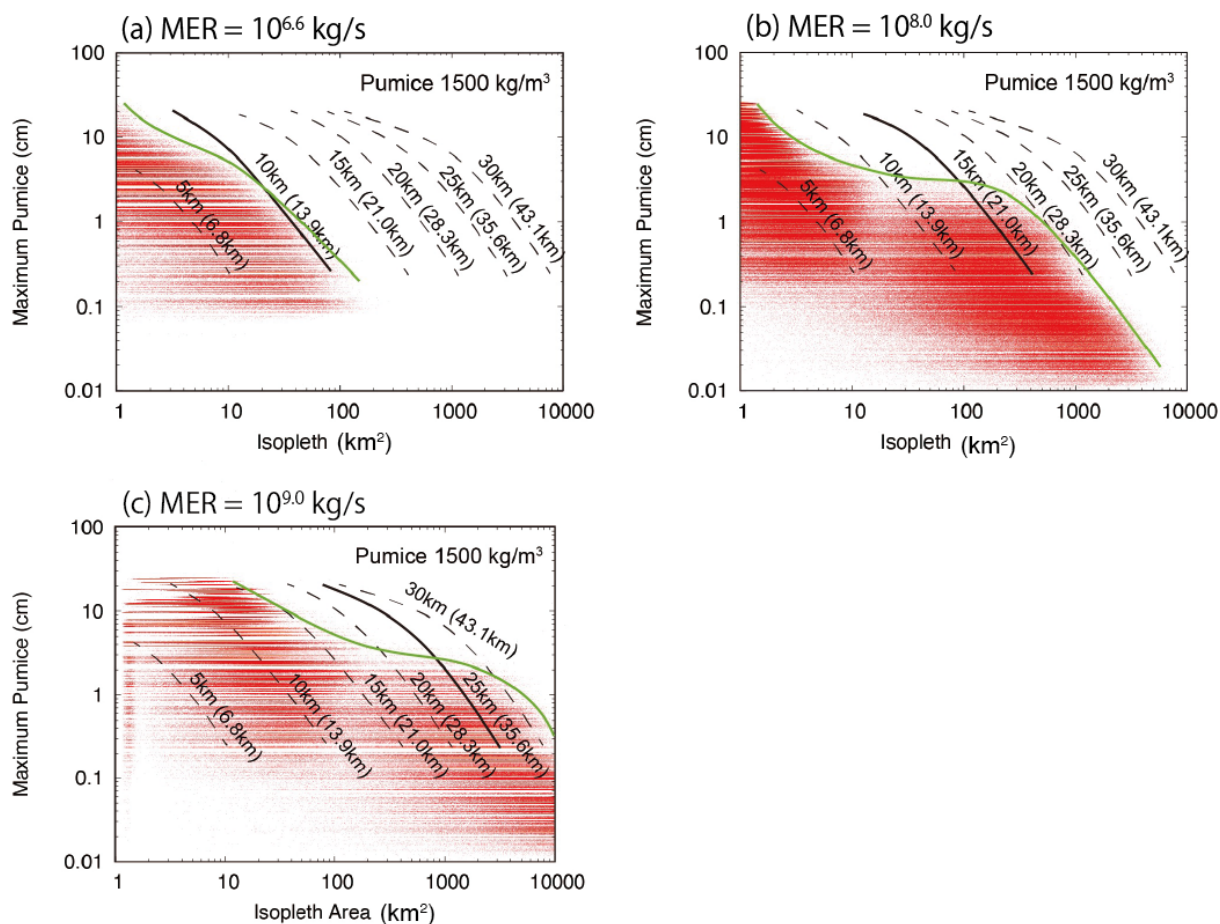 (a) MER = 10^6.6 kg/s
100
10
1
0.1
0.01
Maximum Pumice (cm)
Pumice 1500 kg/m³
5km (6.8km)
10km (13.9km)
15km (21.0km)
20km (28.3km)
25km (35.6km)
30km (43.1km)
1
10
100
1000
10000
Isopleth (km²)
(b) MER = 10^8.0 kg/s
100
10
1
0.1
0.01
Maximum Pumice (cm)
Pumice 1500 kg/m³
5km (6.8km)
10km (13.9km)
15km (21.0km)
20km (28.3km)
25km (35.6km)
30km (43.1km)
1
10
100
1000
10000
Isopleth (km²)
(c) MER = 10^9.0 kg/s
100
10
1
0.1
0.01
Maximum Pumice (cm)
Pumice 1500 kg/m³
5km (6.8km)
10km (13.9km)
15km (21.0km)
20km (28.3km)
25km (35.6km)
30km (43.1km)
1
10
100
1000
10000
Isopleth Area (km²)